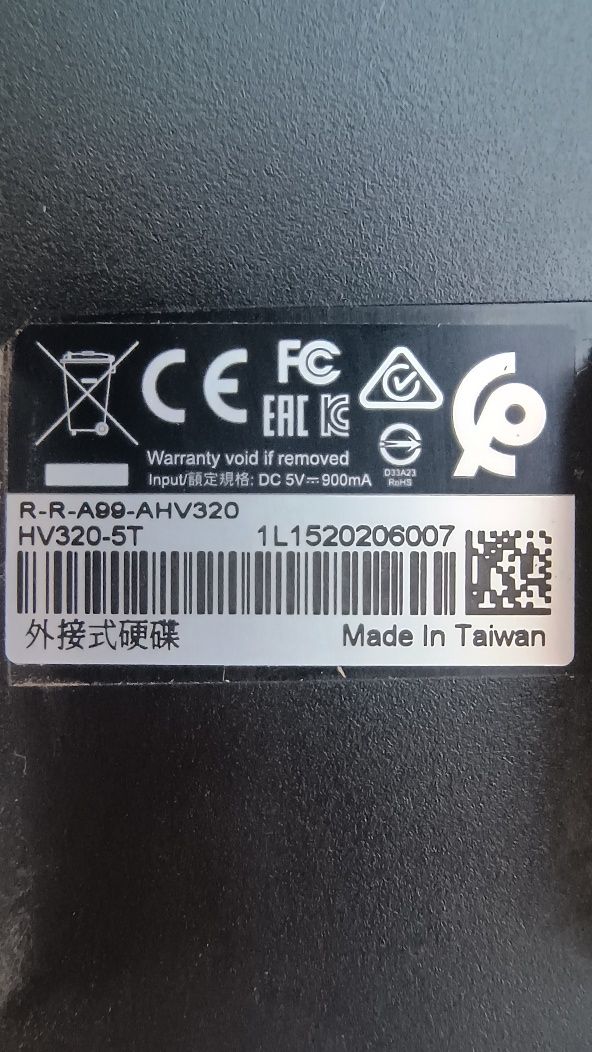 CE
FC
EAC
Warranty void if removed
Input/額定規格: DC 5V⎓900mA
D33A23
RoHS
R-R-A99-AHV320
HV320-5T
1L1520206007
外接式硬碟
Made In Taiwan